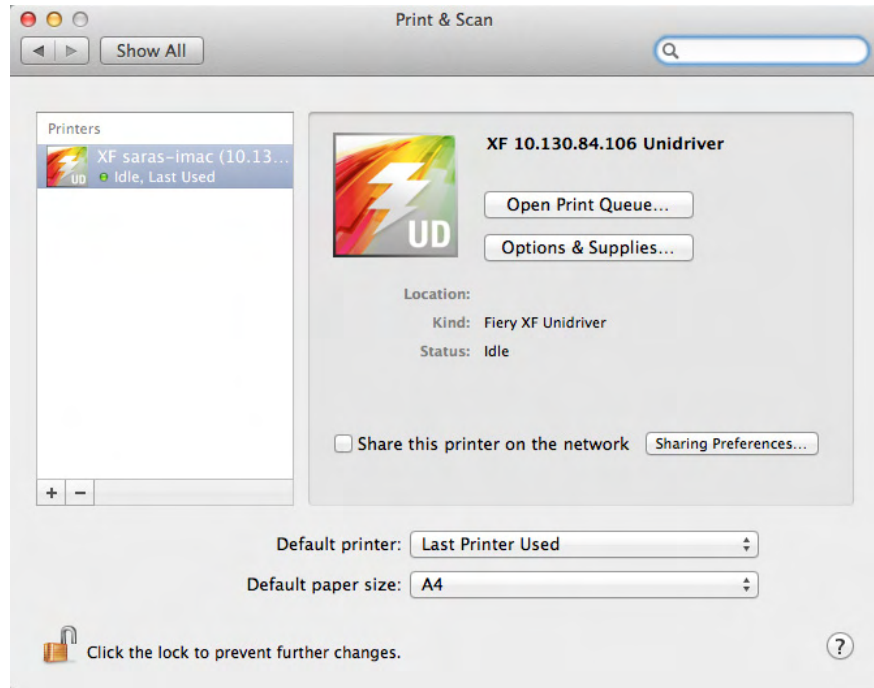 Print & Scan
Show All
Printers
XF saras-imac (10.13...
Idle, Last Used
UD
XF 10.130.84.106 Unidriver
UD
Open Print Queue...
Options & Supplies...
Location:
Kind: Fiery XF Unidriver
Status: Idle
Share this printer on the network Sharing Preferences...
+ −
Default printer: Last Printer Used
Default paper size: A4
Click the lock to prevent further changes.
?